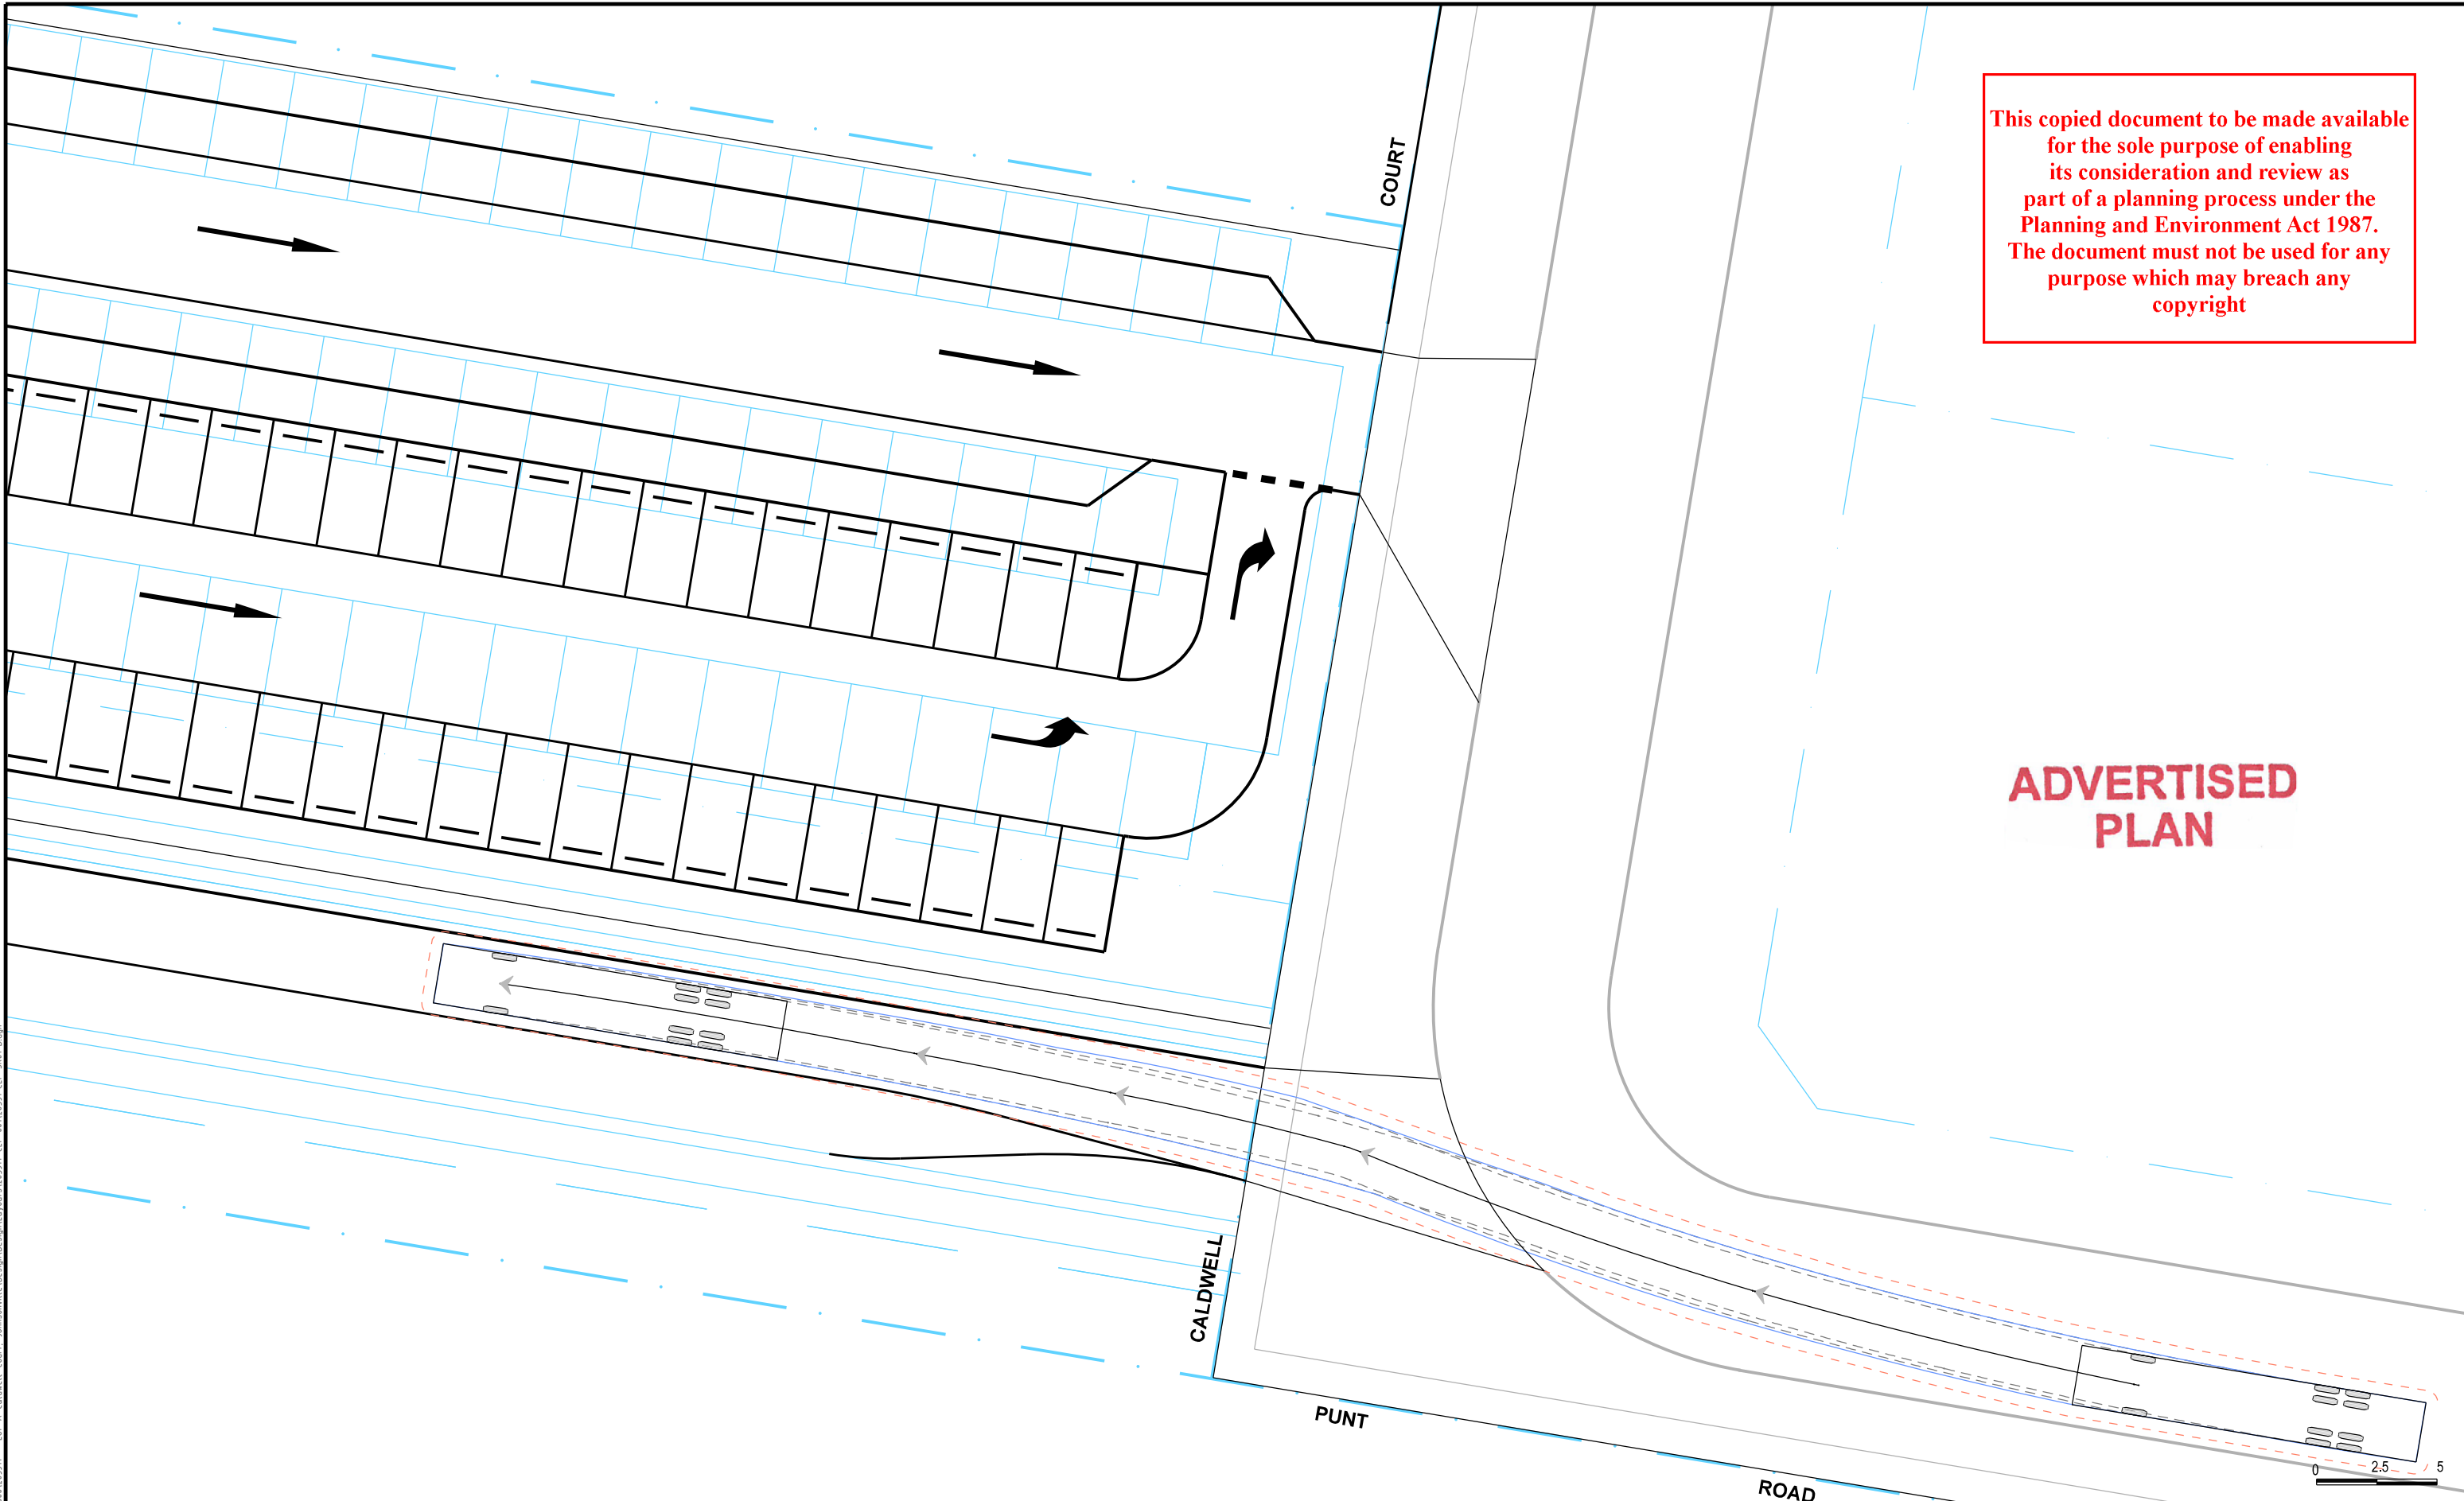 This copied document to be made available
for the sole purpose of enabling
its consideration and review as
part of a planning process under the
Planning and Environment Act 1987.
The document must not be used for any
purpose which may breach any
copyright
COURT
ADVERTISED
PLAN
CALDWELL
PUNT
ROAD
0 2.5 5